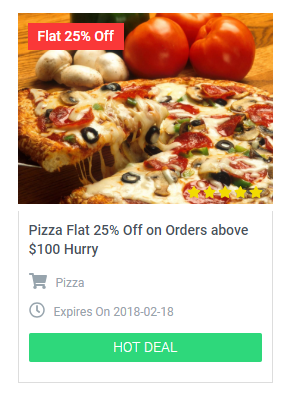 Flat 25% Off
Pizza Flat 25% Off on Orders above
$100 Hurry
Pizza
Expires On 2018-02-18
HOT DEAL